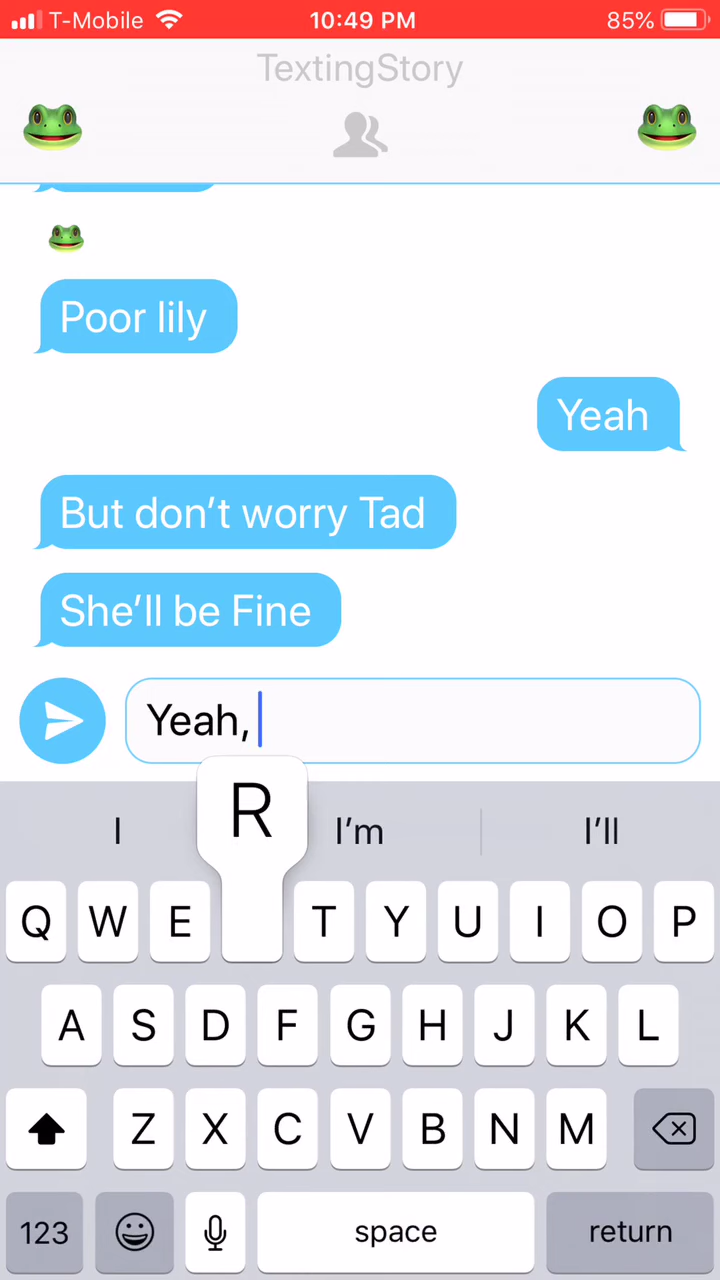 T-Mobile 10:49 PM 85%
TextingStory
Poor lily
Yeah
But don’t worry Tad
She’ll be Fine
Yeah,
R
I I’m I’ll
Q W E T Y U I O P
A S D F G H J K L
Z X C V B N M
123 space return